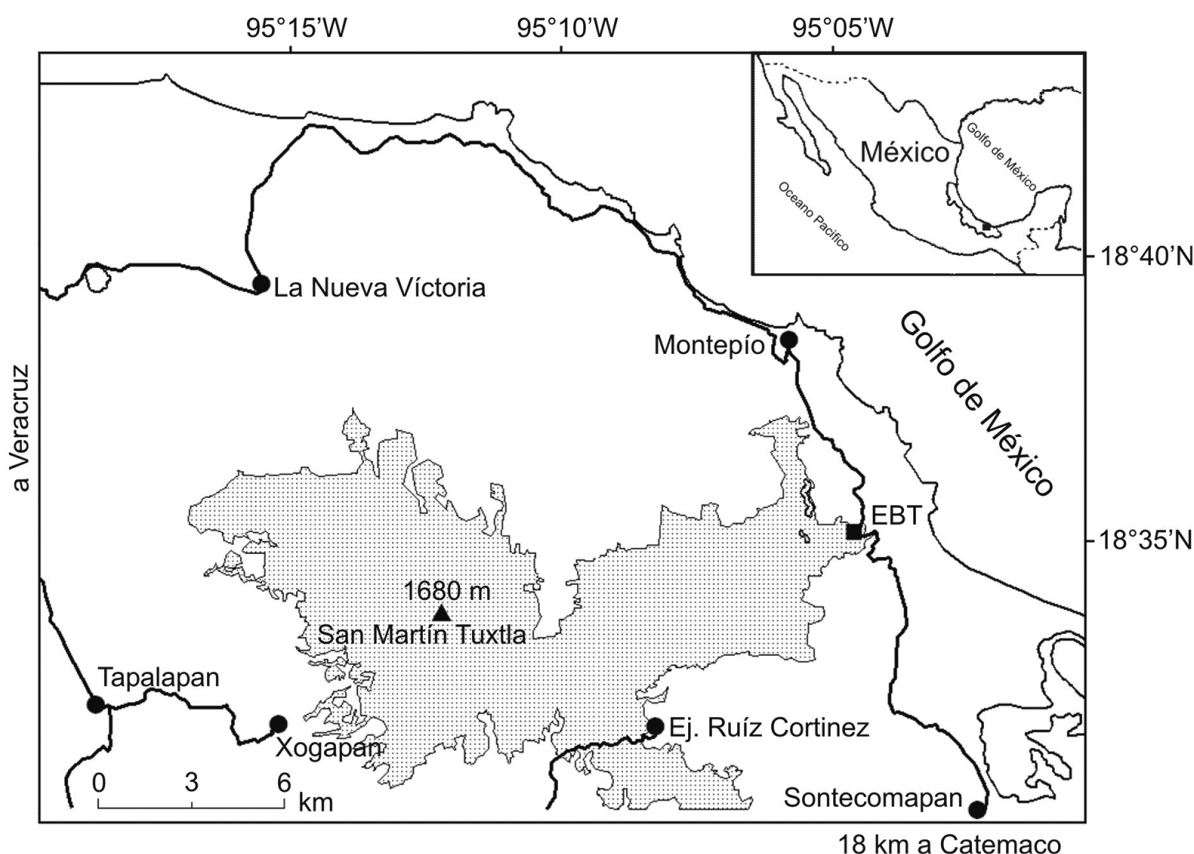 95°15’W
95°10’W
95°05’W
México
Golfo de México
Oceano Pacífico
18°40’N
La Nueva Víctoria
Montepío
Golfo de México
a Veracruz
EBT
18°35’N
1680 m
San Martín Tuxtla
Tapalapan
Xogapan
Ej. Ruíz Cortinez
0 3 6
km
Sontecomapan
18 km a Catemaco